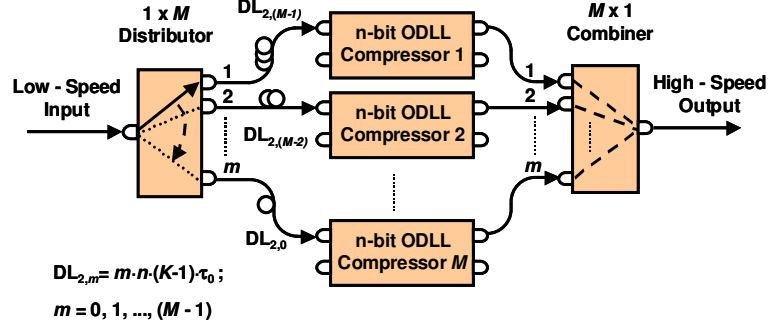 1 x M
Distributor
DL2,(M-1)
n-bit ODLL
Compressor 1
M x 1
Combiner
Low - Speed
Input
1
2
m
DL2,(M-2)
n-bit ODLL
Compressor 2
1
2
m
High - Speed
Output
DL2,0
n-bit ODLL
Compressor M
DL2,m= m·n·(K-1)·τ0 ;
m = 0, 1, ..., (M - 1)